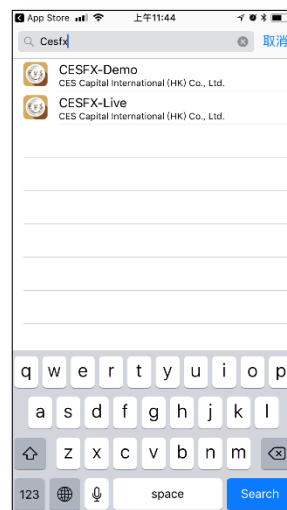 App Store 上午11:44
Cesfx 取消
CESFX-Demo
CES Capital International (HK) Co., Ltd.
CESFX-Live
CES Capital International (HK) Co., Ltd.
q w e r t y u i o p
a s d f g h j k l
z x c v b n m
123 space Search